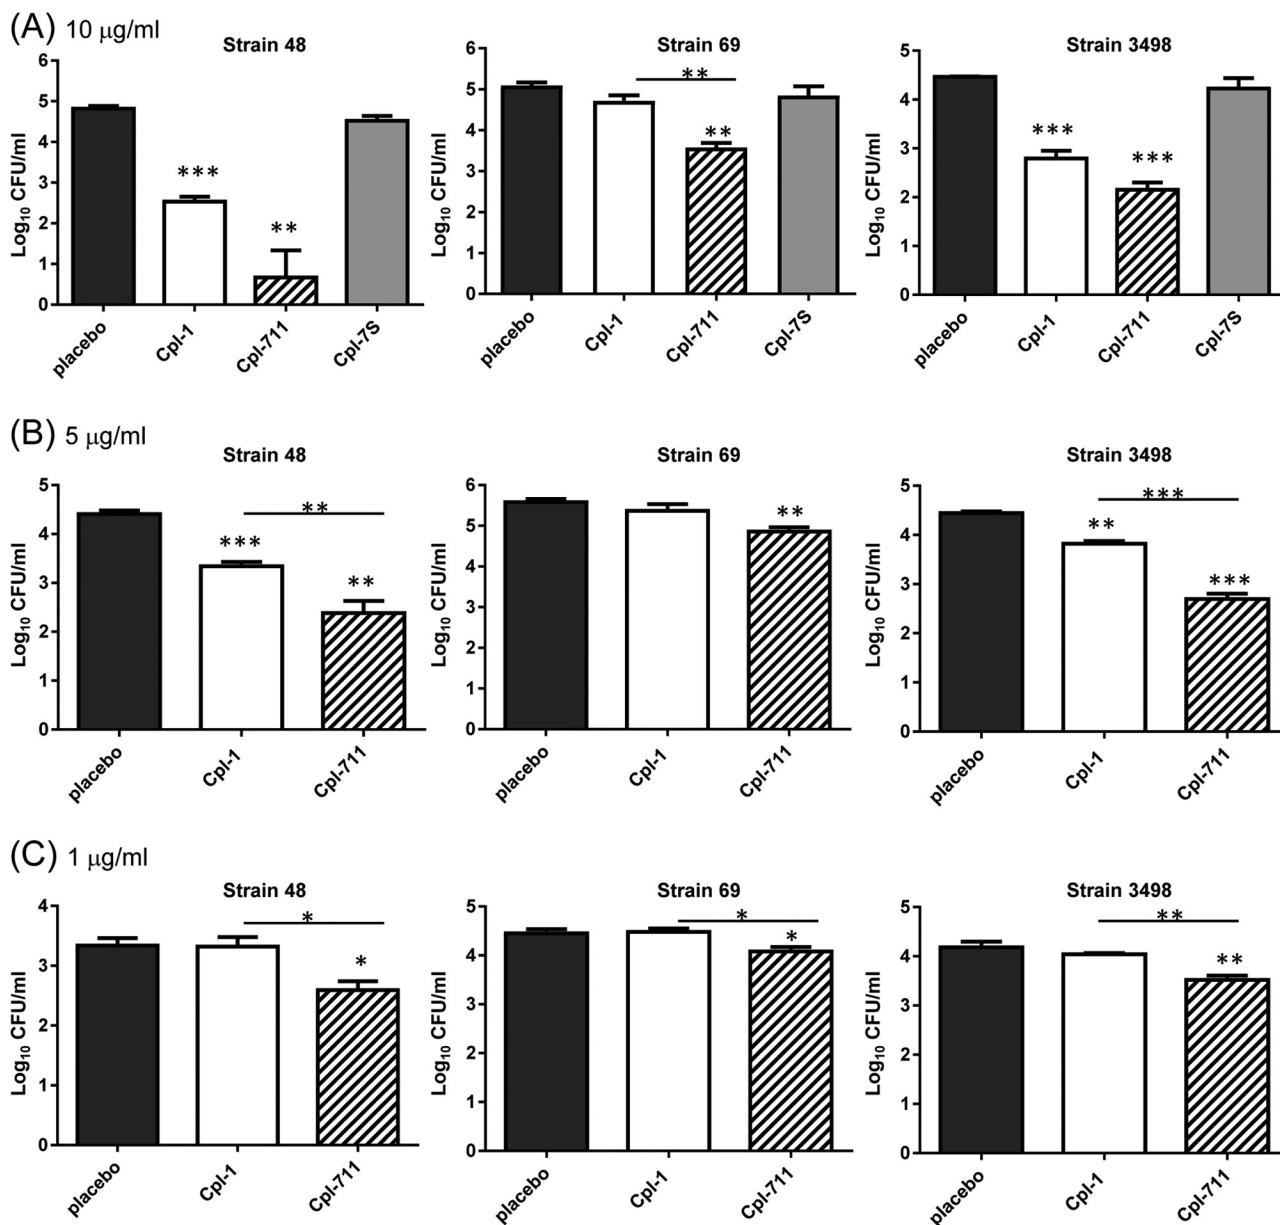 (A) 10 μg/ml
Strain 48
Log10 CFU/ml
6
5
4
3
2
1
0
***
**
placebo
Cpl-1
Cpl-711
Cpl-7S
Strain 69
Log10 CFU/ml
6
5
4
3
2
1
0
**
**
placebo
Cpl-1
Cpl-711
Cpl-7S
Strain 3498
Log10 CFU/ml
5
4
3
2
1
0
***
***
placebo
Cpl-1
Cpl-711
Cpl-7S
(B) 5 μg/ml
Strain 48
Log10 CFU/ml
5
4
3
2
1
0
**
***
**
placebo
Cpl-1
Cpl-711
Strain 69
Log10 CFU/ml
6
5
4
3
2
1
0
**
placebo
Cpl-1
Cpl-711
Strain 3498
Log10 CFU/ml
5
4
3
2
1
0
***
**
***
placebo
Cpl-1
Cpl-711
(C) 1 μg/ml
Strain 48
Log10 CFU/ml
4
3
2
1
0
*
*
placebo
Cpl-1
Cpl-711
Strain 69
Log10 CFU/ml
5
4
3
2
1
0
*
*
placebo
Cpl-1
Cpl-711
Strain 3498
Log10 CFU/ml
5
4
3
2
1
0
**
**
placebo
Cpl-1
Cpl-711